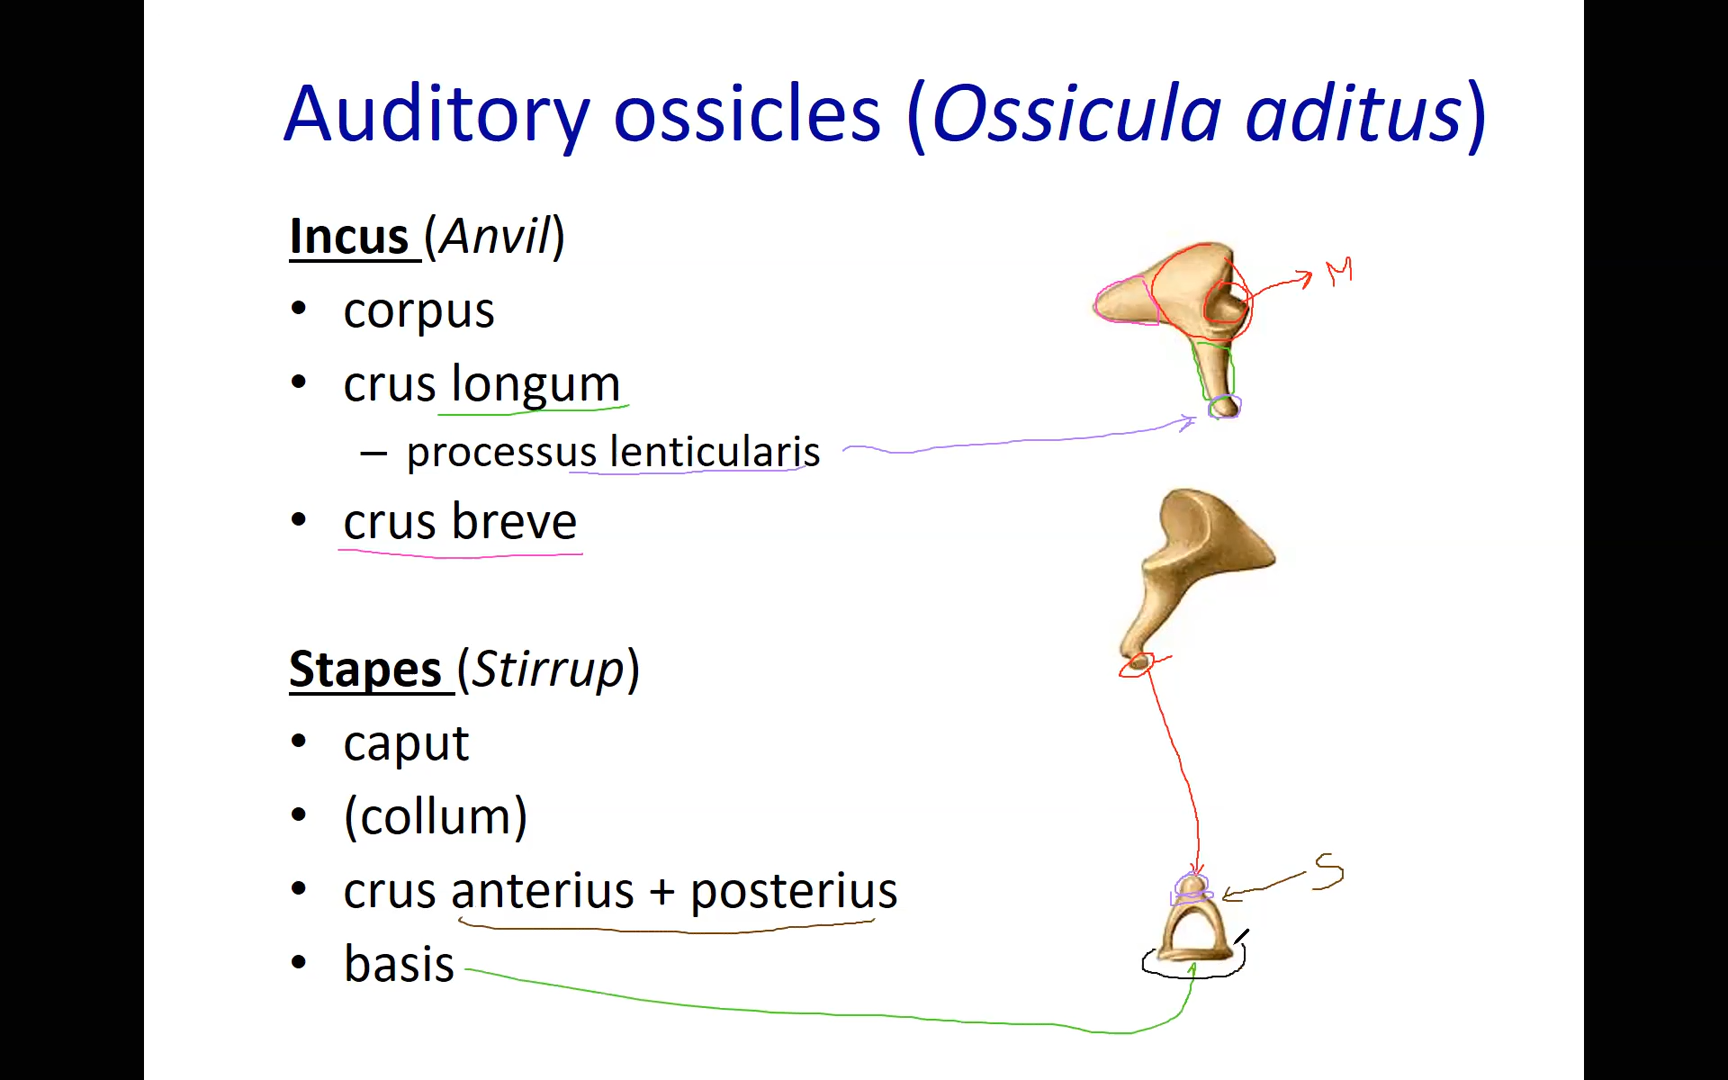 Auditory ossicles (Ossicula aditus)
Incus (Anvil)
• corpus
• crus longum
– processus lenticularis
• crus breve
Stapes (Stirrup)
• caput
• (collum)
• crus anterius + posterius
• basis
M
S